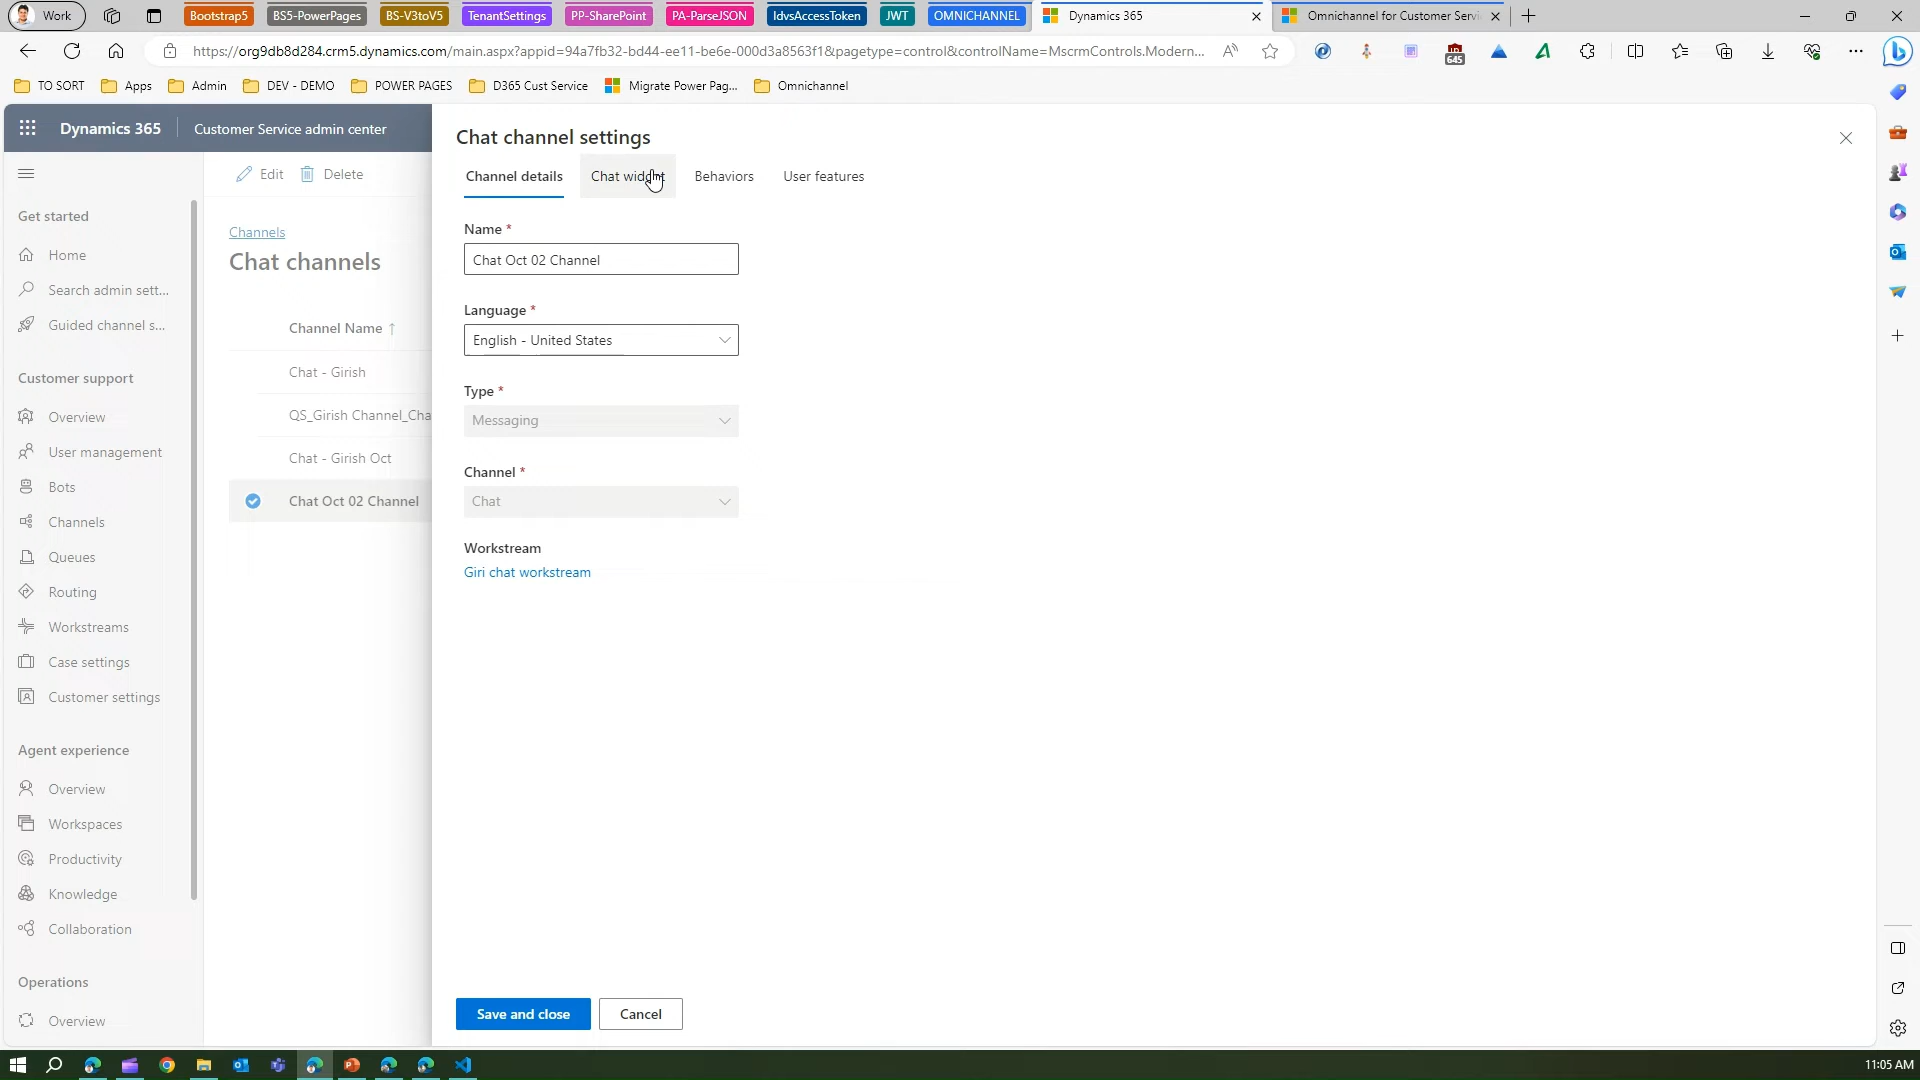 Work
Bootstrap5
BS5-PowerPages
BS-V3toV5
TenantSettings
PP-SharePoint
PA-ParseJSON
IdvsAccessToken
JWT
OMNICHANNEL
Dynamics 365
Omnichannel for Customer Servi
https://org9db8d284.crm5.dynamics.com/main.aspx?appid=94a7fb32-bd44-ee11-be6e-000d3a8563f1&pagetype=control&controlName=MscrmControls.Modern...
645
TO SORT
Apps
Admin
DEV - DEMO
POWER PAGES
D365 Cust Service
Migrate Power Pag...
Omnichannel
Dynamics 365
Customer Service admin center
Get started
Home
Search admin sett...
Guided channel s...
Customer support
Overview
User management
Bots
Channels
Queues
Routing
Workstreams
Case settings
Customer settings
Agent experience
Overview
Workspaces
Productivity
Knowledge
Collaboration
Operations
Overview
Edit
Delete
Channels
Chat channels
Channel Name ↑
Chat - Girish
QS_Girish Channel_Cha
Chat - Girish Oct
Chat Oct 02 Channel
Chat channel settings
Channel details
Chat widget
Behaviors
User features
Name *
Chat Oct 02 Channel
Language *
English - United States
Type *
Messaging
Channel *
Chat
Workstream
Giri chat workstream
Save and close
Cancel
11:05 AM